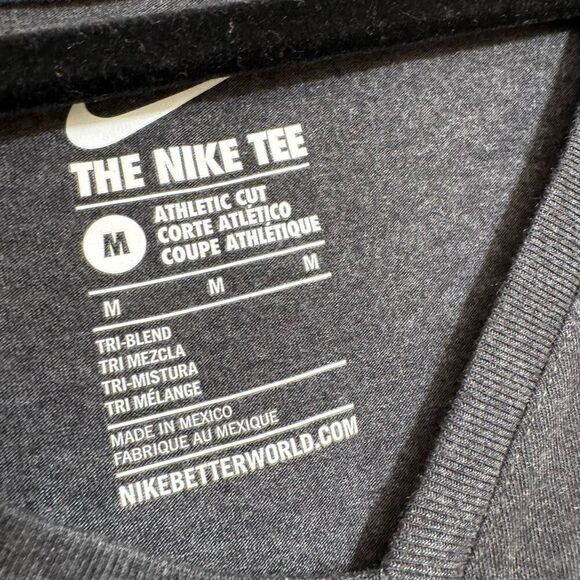 THE NIKE TEE
M
ATHLETIC CUT
CORTE ATLÉTICO
COUPE ATHLÉTIQUE
M M M
TRI-BLEND
TRI MEZCLA
TRI-MISTURA
TRI MÉLANGE
MADE IN MEXICO
FABRIQUE AU MEXIQUE
NIKEBETTERWORLD.COM